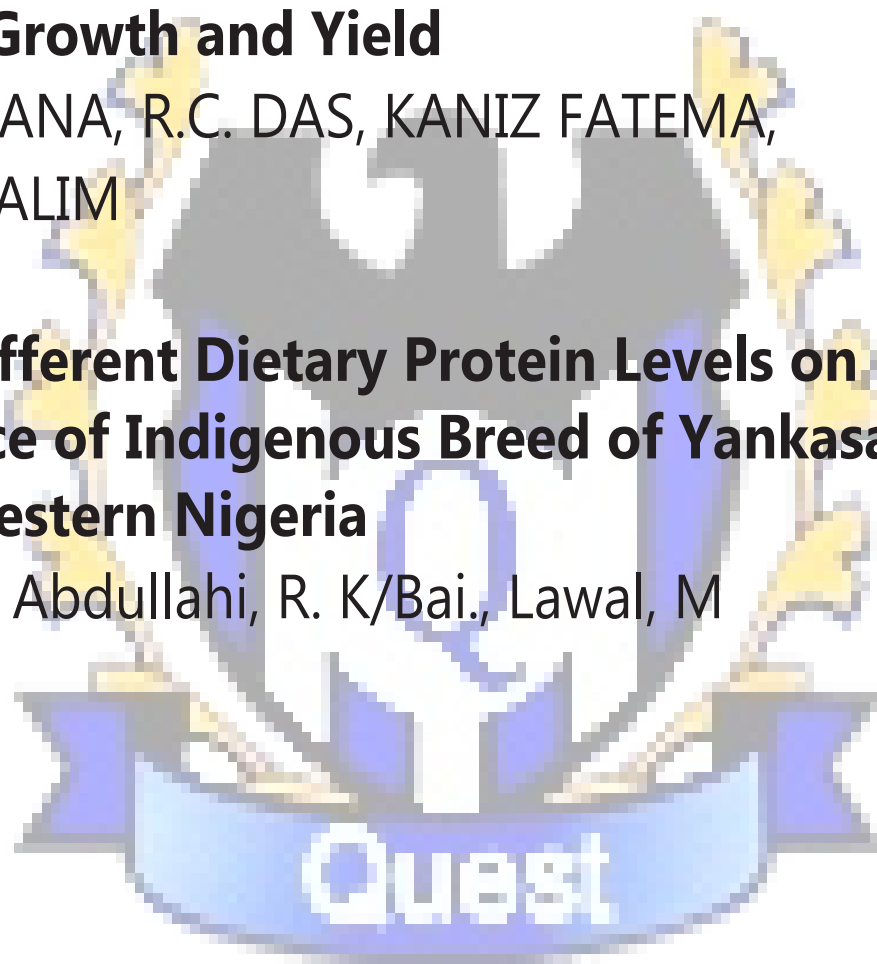 Growth and Yield
ANA, R.C. DAS, KANIZ FATEMA,
ALIM
fferent Dietary Protein Levels on
ce of Indigenous Breed of Yankasa
estern Nigeria
Abdullahi, R. K/Bai., Lawal, M
Q
Quest